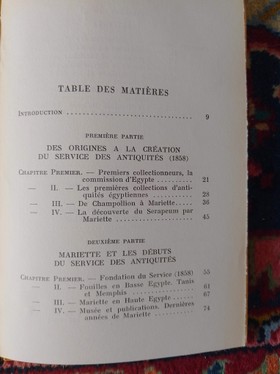 TABLE DES MATIÈRES
INTRODUCTION ........ 9
PREMIÈRE PARTIE
DES ORIGINES A LA CRÉATION
DU SERVICE DES ANTIQUITÉS (1858)
CHAPITRE PREMIER. — Premiers collectionneurs, la
commission d'Egypte ........ 21
— II. — Les premières collections d'anti-
quités égyptiennes ........ 28
— III. — De Champollion à Mariette .... 36
— IV. — La découverte du Serapeum par
Mariette ........ 45
DEUXIÈME PARTIE
MARIETTE ET LES DÉBUTS
DU SERVICE DES ANTIQUITÉS
CHAPITRE PREMIER. — Fondation du Service (1858) 55
— II. — Fouilles en Basse Egypte. Tanis
et Memphis ........ 61
— III. — Mariette en Haute Egypte .... 67
— IV. — Musée et publications. Dernières
années de Mariette ........ 74